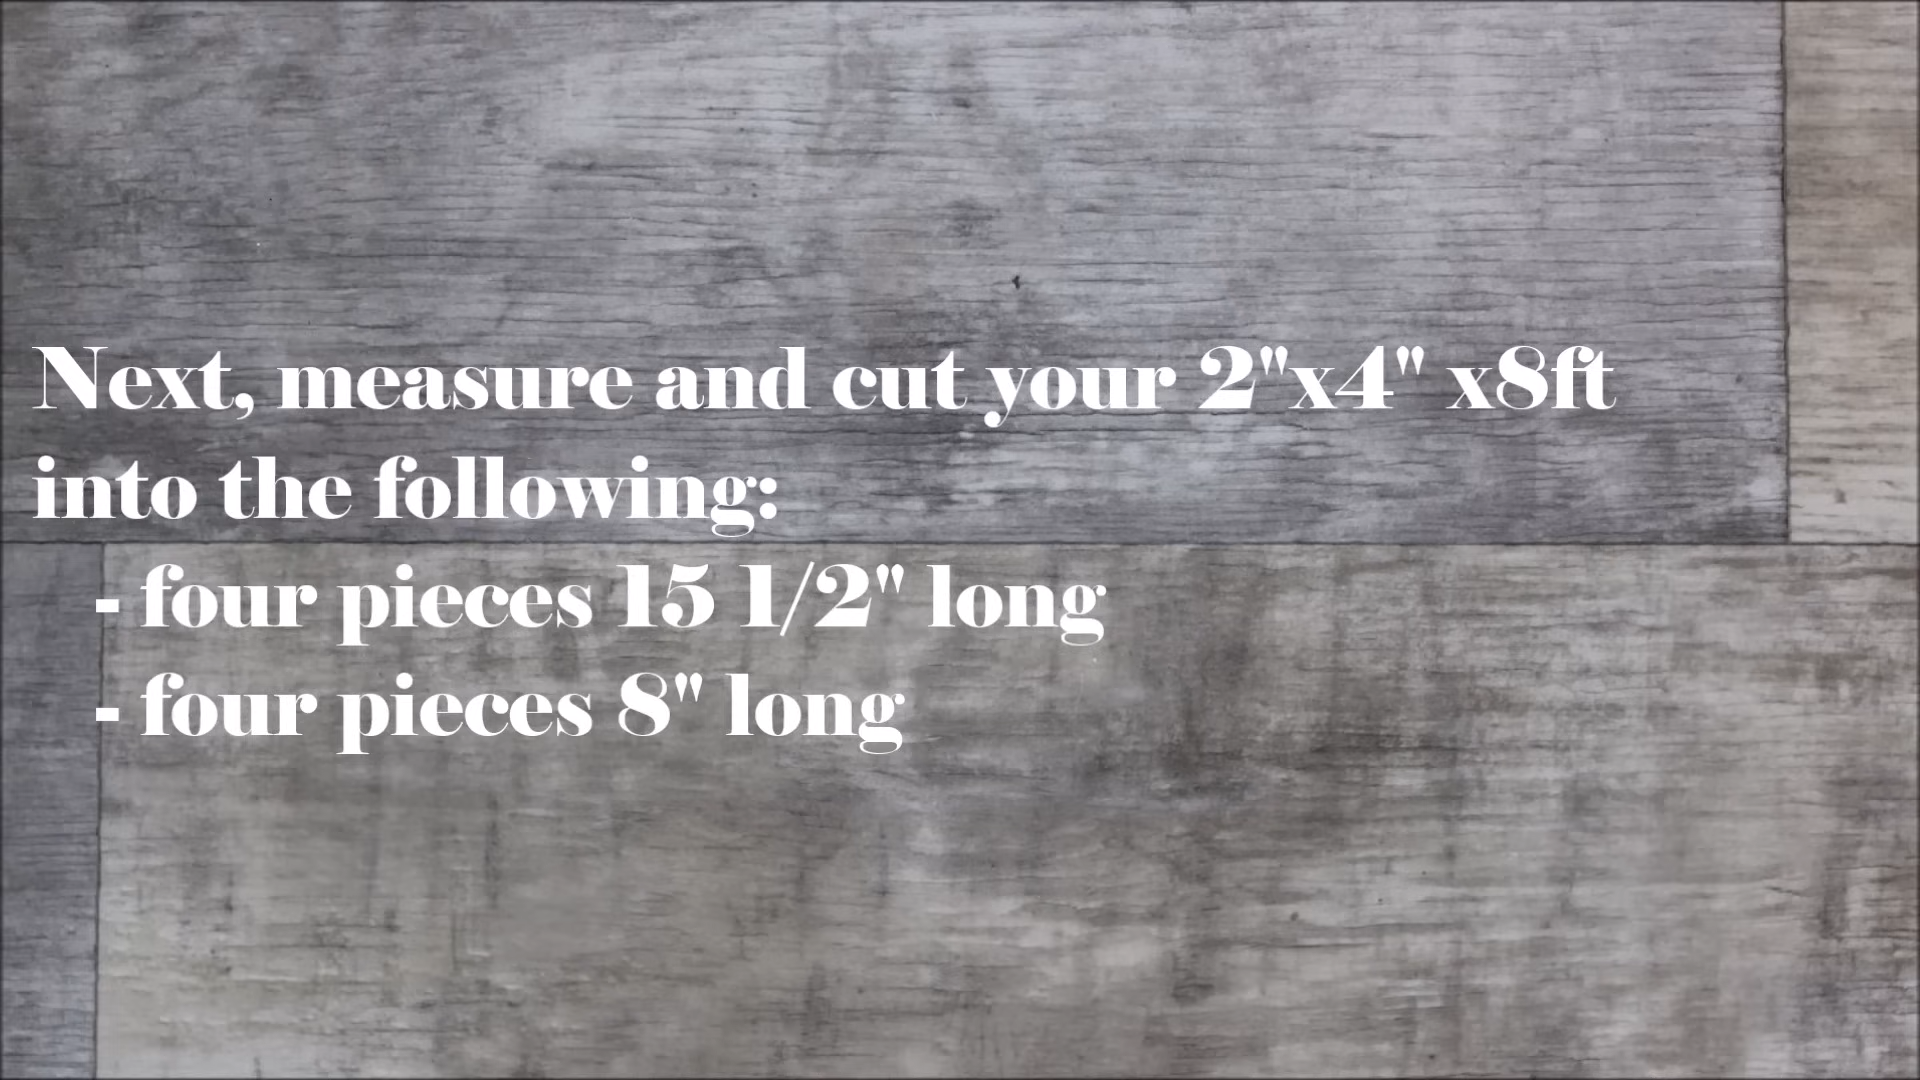 Next, measure and cut your 2"x4" x8ft
into the following:
- four pieces 15 1/2" long
- four pieces 8" long